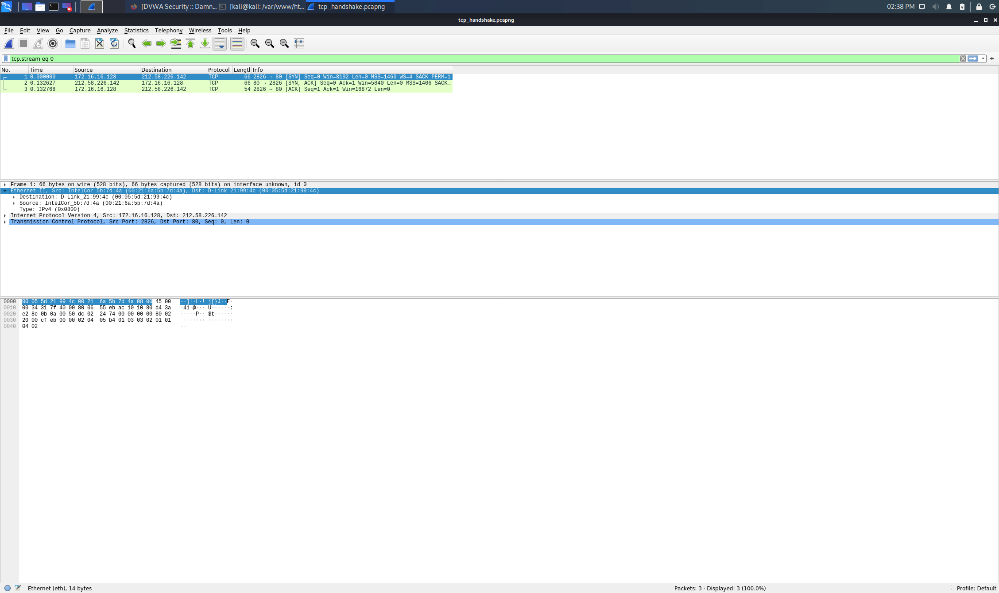 [DVWA Security :: Damn... [kali@kali: /var/www/ht... tcp_handshake.pcapng 02:38 PM
tcp_handshake.pcapng
File Edit View Go Capture Analyze Statistics Telephony Wireless Tools Help
tcp.stream eq 0
No. Time Source Destination Protocol Length Info
1 0.000000 172.16.16.128 212.58.226.142 TCP 66 2826 → 80 [SYN] Seq=0 Win=8192 Len=0 MSS=1460 WS=4 SACK_PERM=1
2 0.132627 212.58.226.142 172.16.16.128 TCP 66 80 → 2826 [SYN, ACK] Seq=0 Ack=1 Win=5840 Len=0 MSS=1406 SACK…
3 0.132768 172.16.16.128 212.58.226.142 TCP 54 2826 → 80 [ACK] Seq=1 Ack=1 Win=16872 Len=0
Frame 1: 66 bytes on wire (528 bits), 66 bytes captured (528 bits) on interface unknown, id 0
Ethernet II, Src: IntelCor_5b:7d:4a (00:21:6a:5b:7d:4a), Dst: D-Link_21:99:4c (00:05:5d:21:99:4c)
Destination: D-Link_21:99:4c (00:05:5d:21:99:4c)
Source: IntelCor_5b:7d:4a (00:21:6a:5b:7d:4a)
Type: IPv4 (0x0800)
Internet Protocol Version 4, Src: 172.16.16.128, Dst: 212.58.226.142
Transmission Control Protocol, Src Port: 2826, Dst Port: 80, Seq: 0, Len: 0
0000 00 05 5d 21 99 4c 00 21 6a 5b 7d 4a 08 00 45 00 ··]!·L·! j[}J··E·
0010 00 34 31 7f 40 00 80 06 55 eb ac 10 10 80 d4 3a ·41·@··· U······:
0020 e2 8e 0b 0a 00 50 dc 02 24 74 00 00 00 00 80 02 ·····P·· $t······
0030 20 00 cf eb 00 00 02 04 05 b4 01 03 03 02 01 01 ······· ········
0040 04 02 ··
Ethernet (eth), 14 bytes Packets: 3 · Displayed: 3 (100.0%) Profile: Default